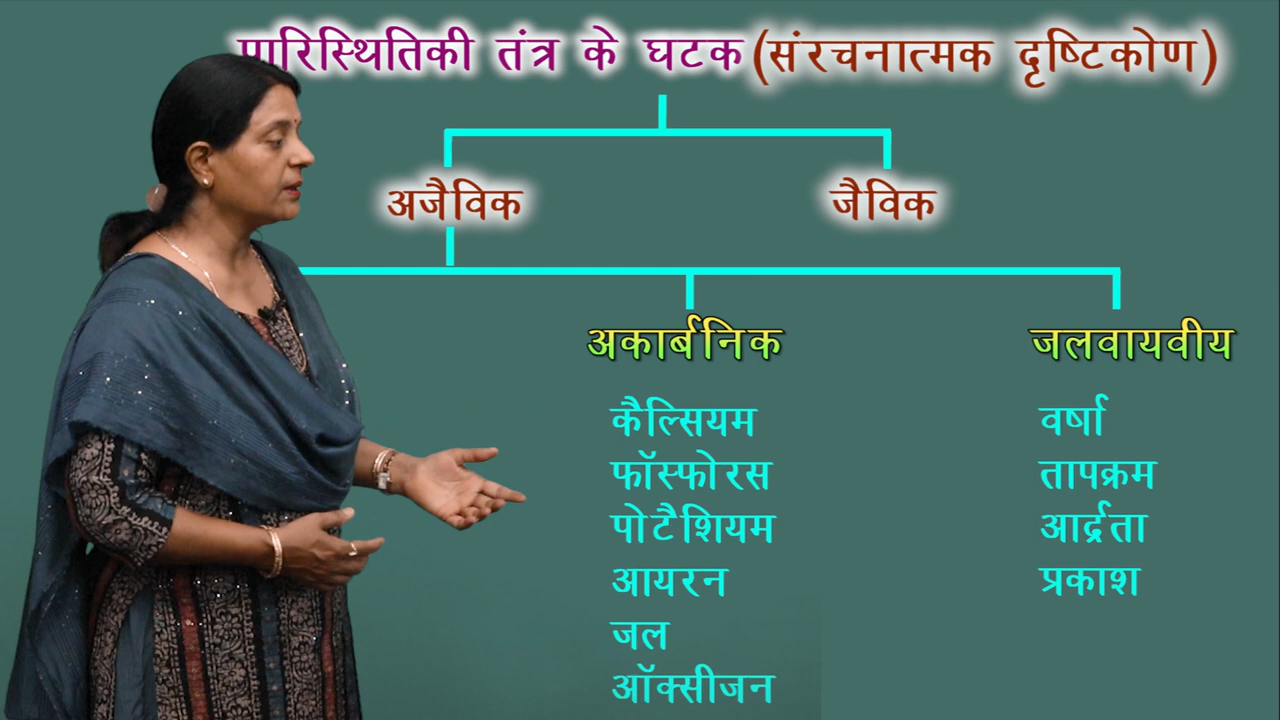 पारिस्थितिकी तंत्र के घटक (संरचनात्मक दृष्टिकोण)
अजैविक
जैविक
अकार्बनिक
कैल्सियम
फॉस्फोरस
पोटैशियम
आयरन
जल
ऑक्सीजन
जलवायवीय
वर्षा
तापक्रम
आर्द्रता
प्रकाश